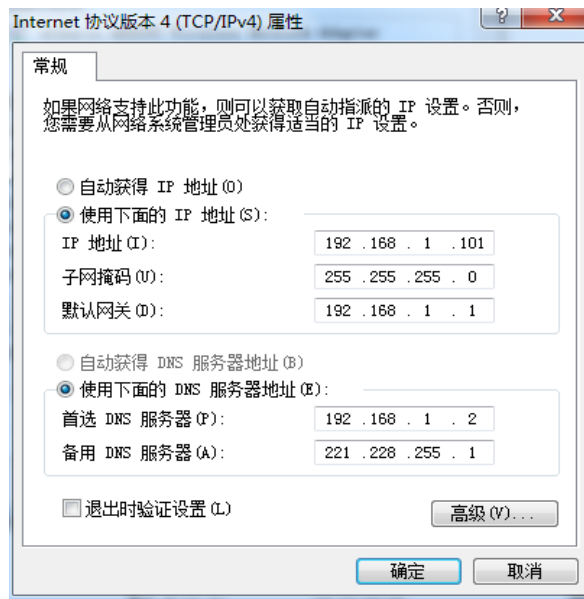 Internet 协议版本 4 (TCP/IPv4) 属性
常规
如果网络支持此功能，则可以获取自动指派的 IP 设置。否则，
您需要从网络系统管理员处获得适当的 IP 设置。
自动获得 IP 地址(O)
使用下面的 IP 地址(S):
IP 地址(I): 192 .168 . 1 .101
子网掩码(U): 255 .255 .255 . 0
默认网关(D): 192 .168 . 1 . 1
自动获得 DNS 服务器地址(B)
使用下面的 DNS 服务器地址(E):
首选 DNS 服务器(P): 192 .168 . 1 . 2
备用 DNS 服务器(A): 221 .228 .255 . 1
退出时验证设置(L)
高级(V)...
确定 取消